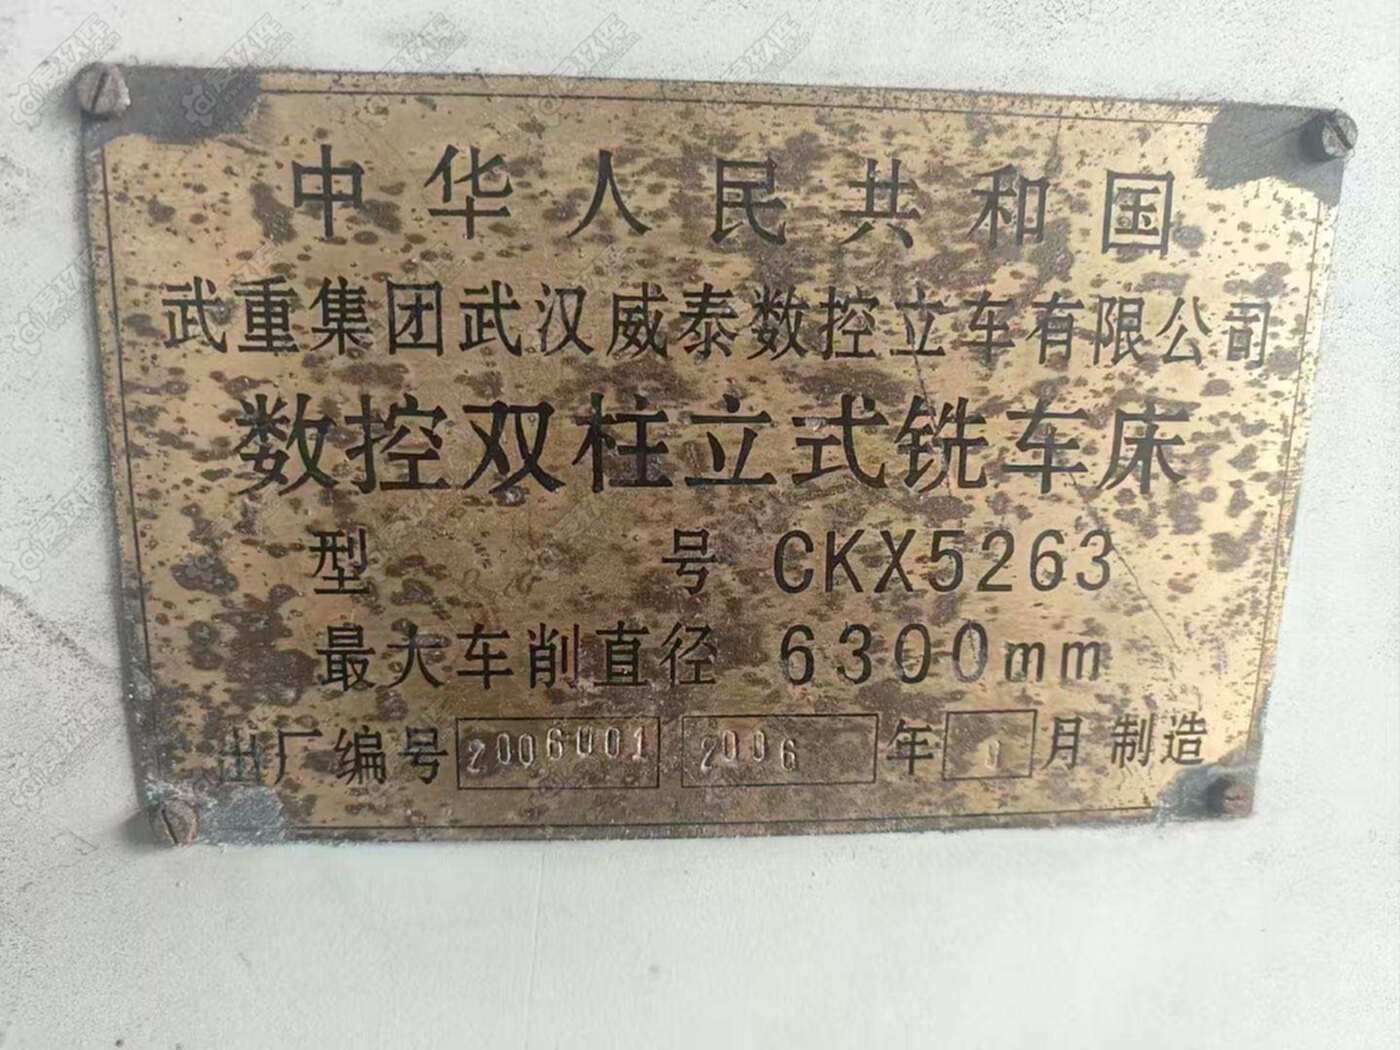 中华人民共和国
武重集团武汉威泰数控立车有限公司
数控双柱立式铣车床
型 号 CKX5263
最大车削直径 6300mm
出厂编号 2006001 2006 年 月 制造